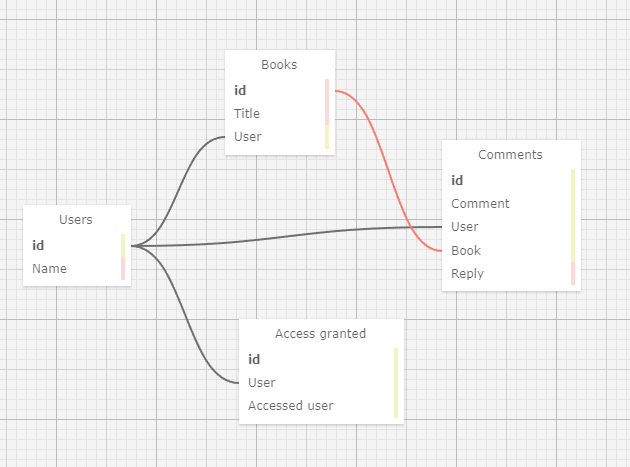 Books
id
Title
User
Comments
id
Comment
User
Book
Reply
Users
id
Name
Access granted
id
User
Accessed user